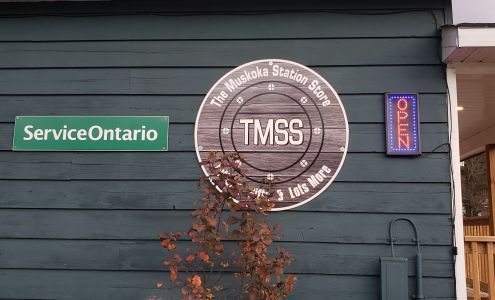 ServiceOntario
The Muskoka Station Store
TMSS
Lots More
OPEN